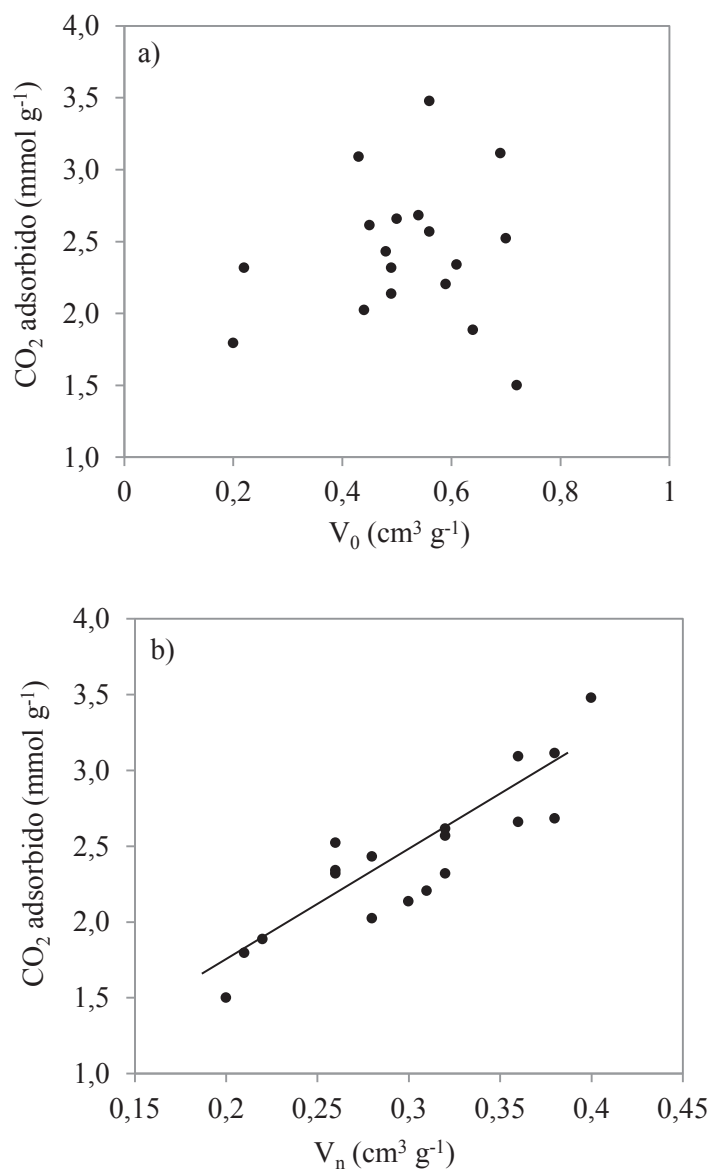 a)
CO₂ adsorbido (mmol g⁻¹)
4,0
3,5
3,0
2,5
2,0
1,5
1,0
0 0,2 0,4 0,6 0,8 1
V₀ (cm³ g⁻¹)
b)
CO₂ adsorbido (mmol g⁻¹)
4,0
3,5
3,0
2,5
2,0
1,5
1,0
0,15 0,2 0,25 0,3 0,35 0,4 0,45
Vₙ (cm³ g⁻¹)